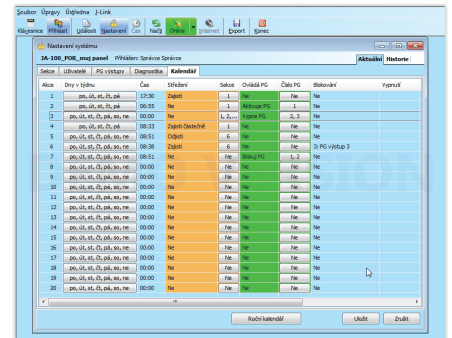 Soubor Úpravy Ústředna J-Link
Klávesnice Přihlásit Události Nastavení Čas Načti Online Internet Export Konec
Nastavení systému
JA-100_POR_muj panel Přihlášen: Správce Správce Aktuální Historie
Sekce Uživatelé PG výstupy Diagnostika Kalendář
Akce Dny v týdnu Čas Střežení Sekce Ovládá PG Číslo PG Blokování Vypnutí
1 po, út, st, čt, pá 17:30 Zajisti 1 Ne Ne Ne
2 po, út, st, čt, pá 06:55 Ne 1 Aktivuje PG 1 Ne
3 po, út, st, čt, pá, so, ne 00:00 Ne 1, 2,... Vypne PG 2, 3 Ne
4 po, út, st, čt, pá 08:33 Zajisti částečně 1 Ne Ne Ne
5 po, út, st, čt, pá, so, ne 08:51 Odjisti 6 Ne Ne Ne
6 po, út, st, čt, pá, so, ne 08:38 Zajisti 6 Ne Ne 3: PG výstup 3
7 po, út, st, čt, pá, so, ne 08:51 Ne Ne Blokuj PG 1, 2 Ne
8 po, út, st, čt, pá, so, ne 00:00 Ne Ne Ne Ne Ne
9 po, út, st, čt, pá, so, ne 00:00 Ne Ne Ne Ne Ne
10 po, út, st, čt, pá, so, ne 00:00 Ne Ne Ne Ne Ne
11 po, út, st, čt, pá, so, ne 00:00 Ne Ne Ne Ne Ne
12 po, út, st, čt, pá, so, ne 00:00 Ne Ne Ne Ne Ne
13 po, út, st, čt, pá, so, ne 00:00 Ne Ne Ne Ne Ne
14 po, út, st, čt, pá, so, ne 00:00 Ne Ne Ne Ne Ne
15 po, út, st, čt, pá, so, ne 00:00 Ne Ne Ne Ne Ne
16 po, út, st, čt, pá, so, ne 00:00 Ne Ne Ne Ne Ne
17 po, út, st, čt, pá, so, ne 00:00 Ne Ne Ne Ne Ne
18 po, út, st, čt, pá, so, ne 00:00 Ne Ne Ne Ne Ne
19 po, út, st, čt, pá, so, ne 00:00 Ne Ne Ne Ne Ne
20 po, út, st, čt, pá, so, ne 00:00 Ne Ne Ne Ne Ne
Roční kalendář Uložit Zrušit